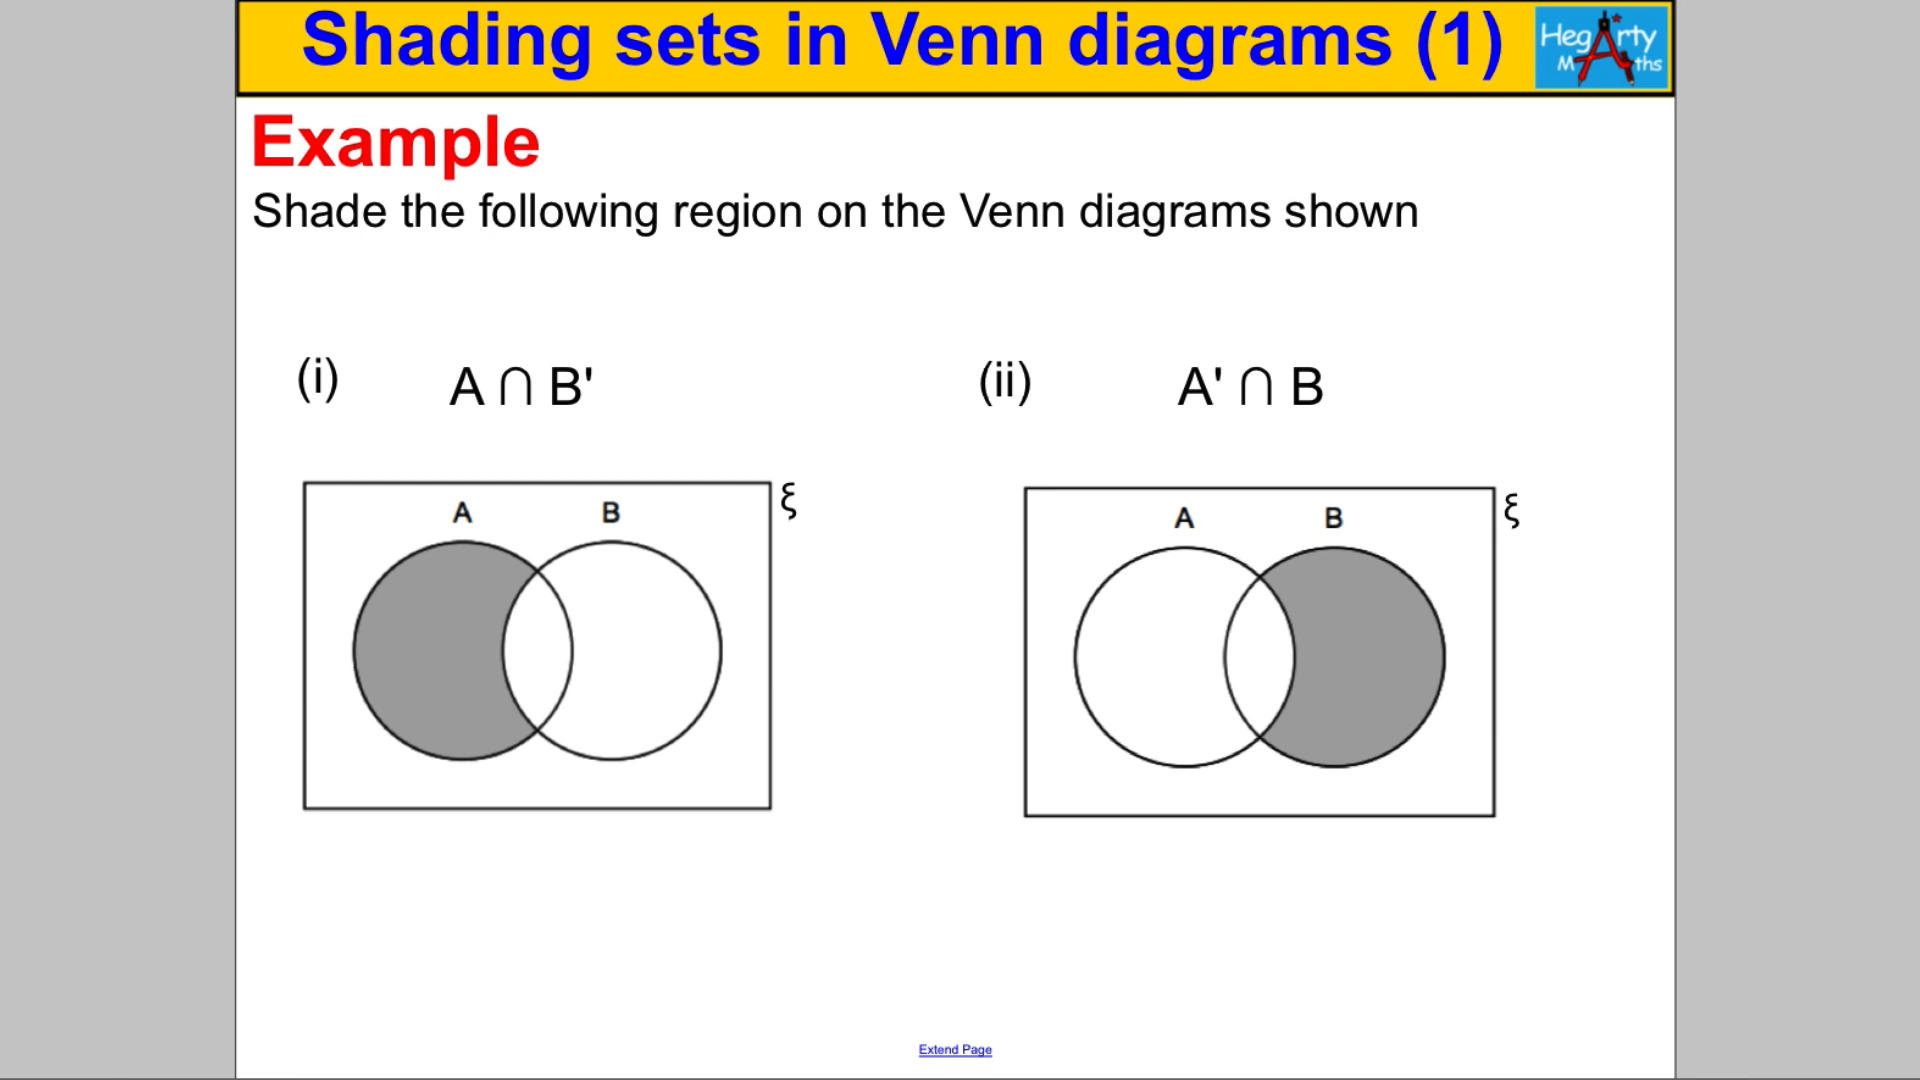 Shading sets in Venn diagrams (1)
HegArty
Maths
Example
Shade the following region on the Venn diagrams shown
(i) A ∩ B' (ii) A' ∩ B
A B ξ A B ξ
Extend Page